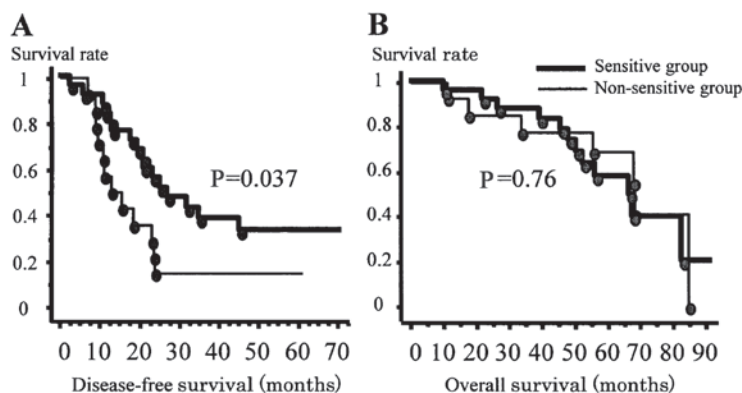 A
Survival rate
1
0.8
0.6
0.4
0.2
0
P=0.037
0 10 20 30 40 50 60 70
Disease-free survival (months)
B
Survival rate
Sensitive group
Non-sensitive group
1
0.8
0.6
0.4
0.2
0
P=0.76
0 10 20 30 40 50 60 70 80 90
Overall survival (months)